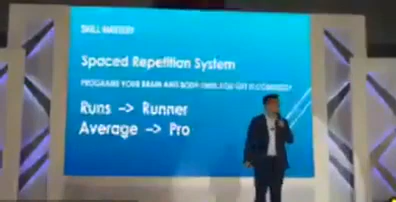 SKILL MASTERY
Spaced Repetition System
PROGRAMS YOUR BRAIN AND BODY UNTIL YOU GET IT CORRECT
Runs -> Runner
Average -> Pro